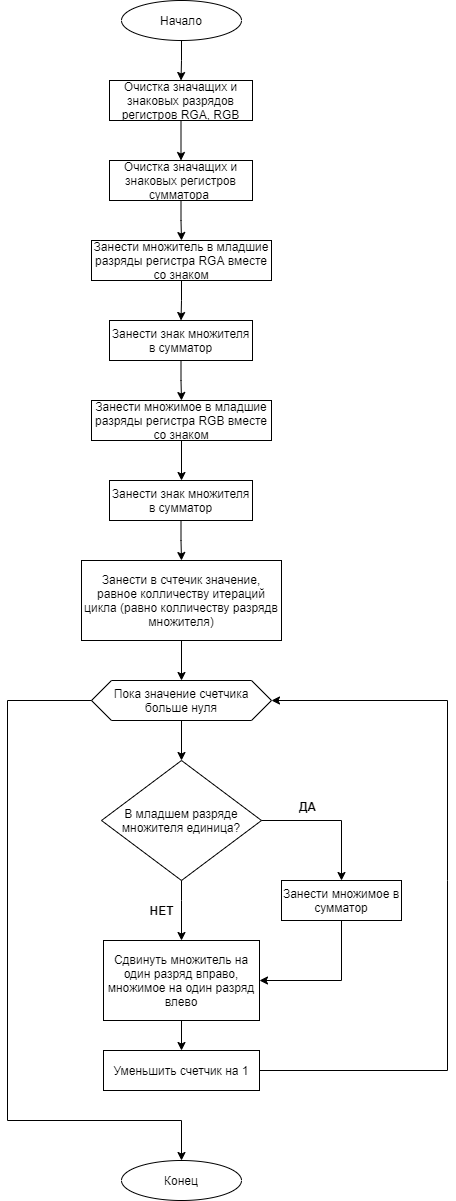 Начало
Очистка значащих и
знаковых разрядов
регистров RGA, RGB
Очистка значащих и
знаковых регистров
сумматора
Занести множитель в младшие
разряды регистра RGA вместе
со знаком
Занести знак множителя
в сумматор
Занести множимое в младшие
разряды регистра RGB вместе
со знаком
Занести знак множителя
в сумматор
Занести в счтечик значение,
равное колличеству итераций
цикла (равно колличеству разрядв
множителя)
Пока значение счетчика
больше нуля
В младшем разряде
множителя единица?
ДА
Занести множимое в
сумматор
НЕТ
Сдвинуть множитель на
один разряд вправо,
множимое на один разряд
влево
Уменьшить счетчик на 1
Конец